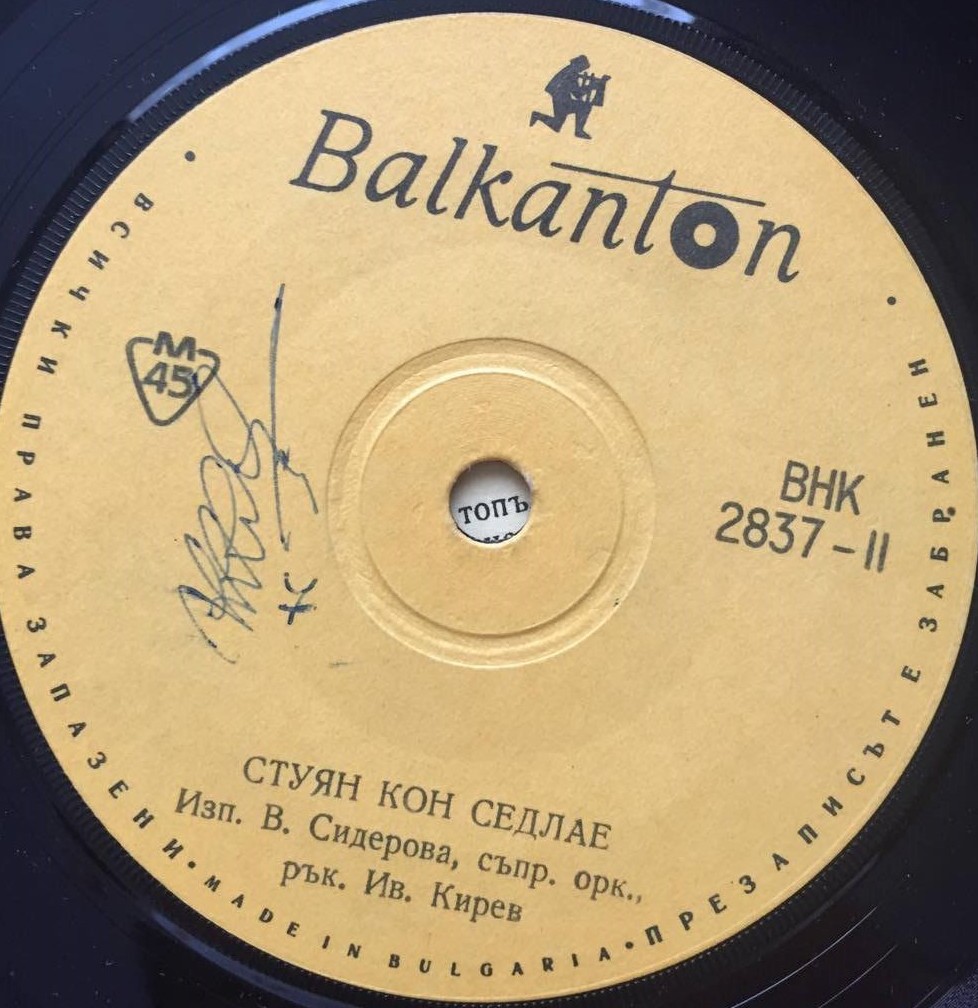 Balkanton
M
45
ВНК
2837-II
топъ
СТУЯН КОН СЕДЛАЕ
Изп. В. Сидерова, съпр. орк.,
рък. Ив. Кирев
• ВСИЧКИ ПРАВА ЗАПАЗЕНИ • MADE IN BULGARIA • ПРЕЗАПИСЪТ Е ЗАБРАНЕН •